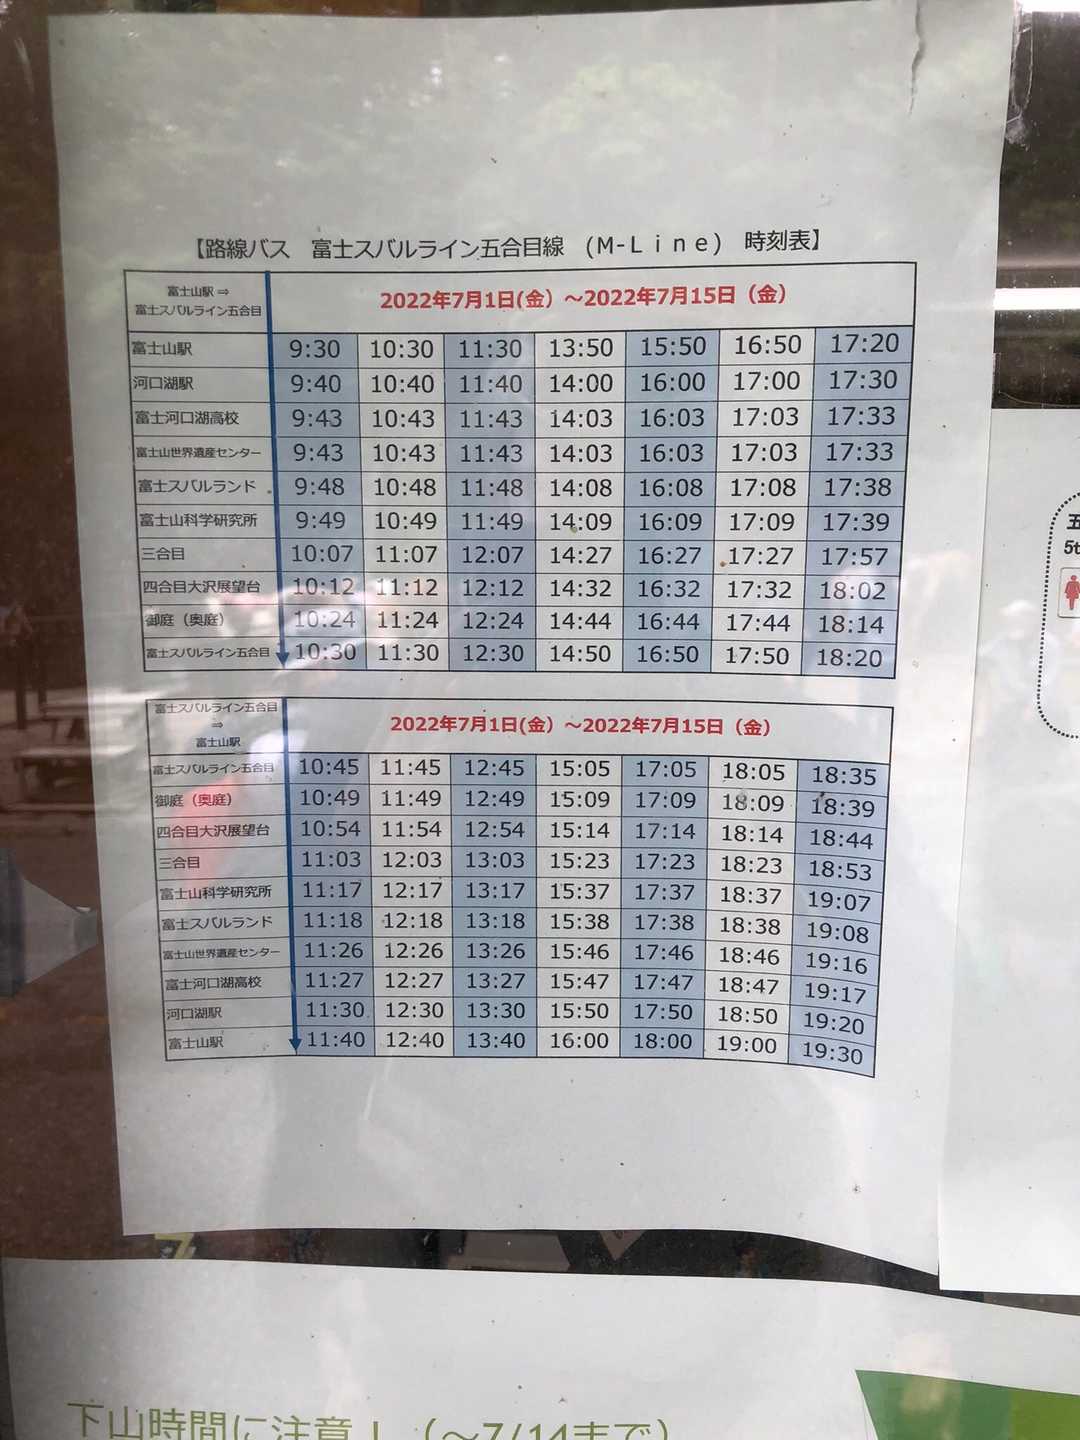 【路線バス　富士スバルライン五合目線　(M-Line)　時刻表】
富士山駅⇒
富士スバルライン五合目
2022年7月1日(金）～2022年7月15日（金）
富士山駅 9:30 10:30 11:30 13:50 15:50 16:50 17:20
河口湖駅 9:40 10:40 11:40 14:00 16:00 17:00 17:30
富士河口湖高校 9:43 10:43 11:43 14:03 16:03 17:03 17:33
富士山世界遺産センター 9:43 10:43 11:43 14:03 16:03 17:03 17:33
富士スバルランド 9:48 10:48 11:48 14:08 16:08 17:08 17:38
富士山科学研究所 9:49 10:49 11:49 14:09 16:09 17:09 17:39
三合目 10:07 11:07 12:07 14:27 16:27 17:27 17:57
四合目大沢展望台 10:12 11:12 12:12 14:32 16:32 17:32 18:02
御庭（奥庭） 10:24 11:24 12:24 14:44 16:44 17:44 18:14
富士スバルライン五合目 10:30 11:30 12:30 14:50 16:50 17:50 18:20
富士スバルライン五合目
⇒
富士山駅
2022年7月1日(金）～2022年7月15日（金）
富士スバルライン五合目 10:45 11:45 12:45 15:05 17:05 18:05 18:35
御庭（奥庭） 10:49 11:49 12:49 15:09 17:09 18:09 18:39
四合目大沢展望台 10:54 11:54 12:54 15:14 17:14 18:14 18:44
三合目 11:03 12:03 13:03 15:23 17:23 18:23 18:53
富士山科学研究所 11:17 12:17 13:17 15:37 17:37 18:37 19:07
富士スバルランド 11:18 12:18 13:18 15:38 17:38 18:38 19:08
富士山世界遺産センター 11:26 12:26 13:26 15:46 17:46 18:46 19:16
富士河口湖高校 11:27 12:27 13:27 15:47 17:47 18:47 19:17
河口湖駅 11:30 12:30 13:30 15:50 17:50 18:50 19:20
富士山駅 11:40 12:40 13:40 16:00 18:00 19:00 19:30
五
5t
下山時間に注意！（～7/14まで）